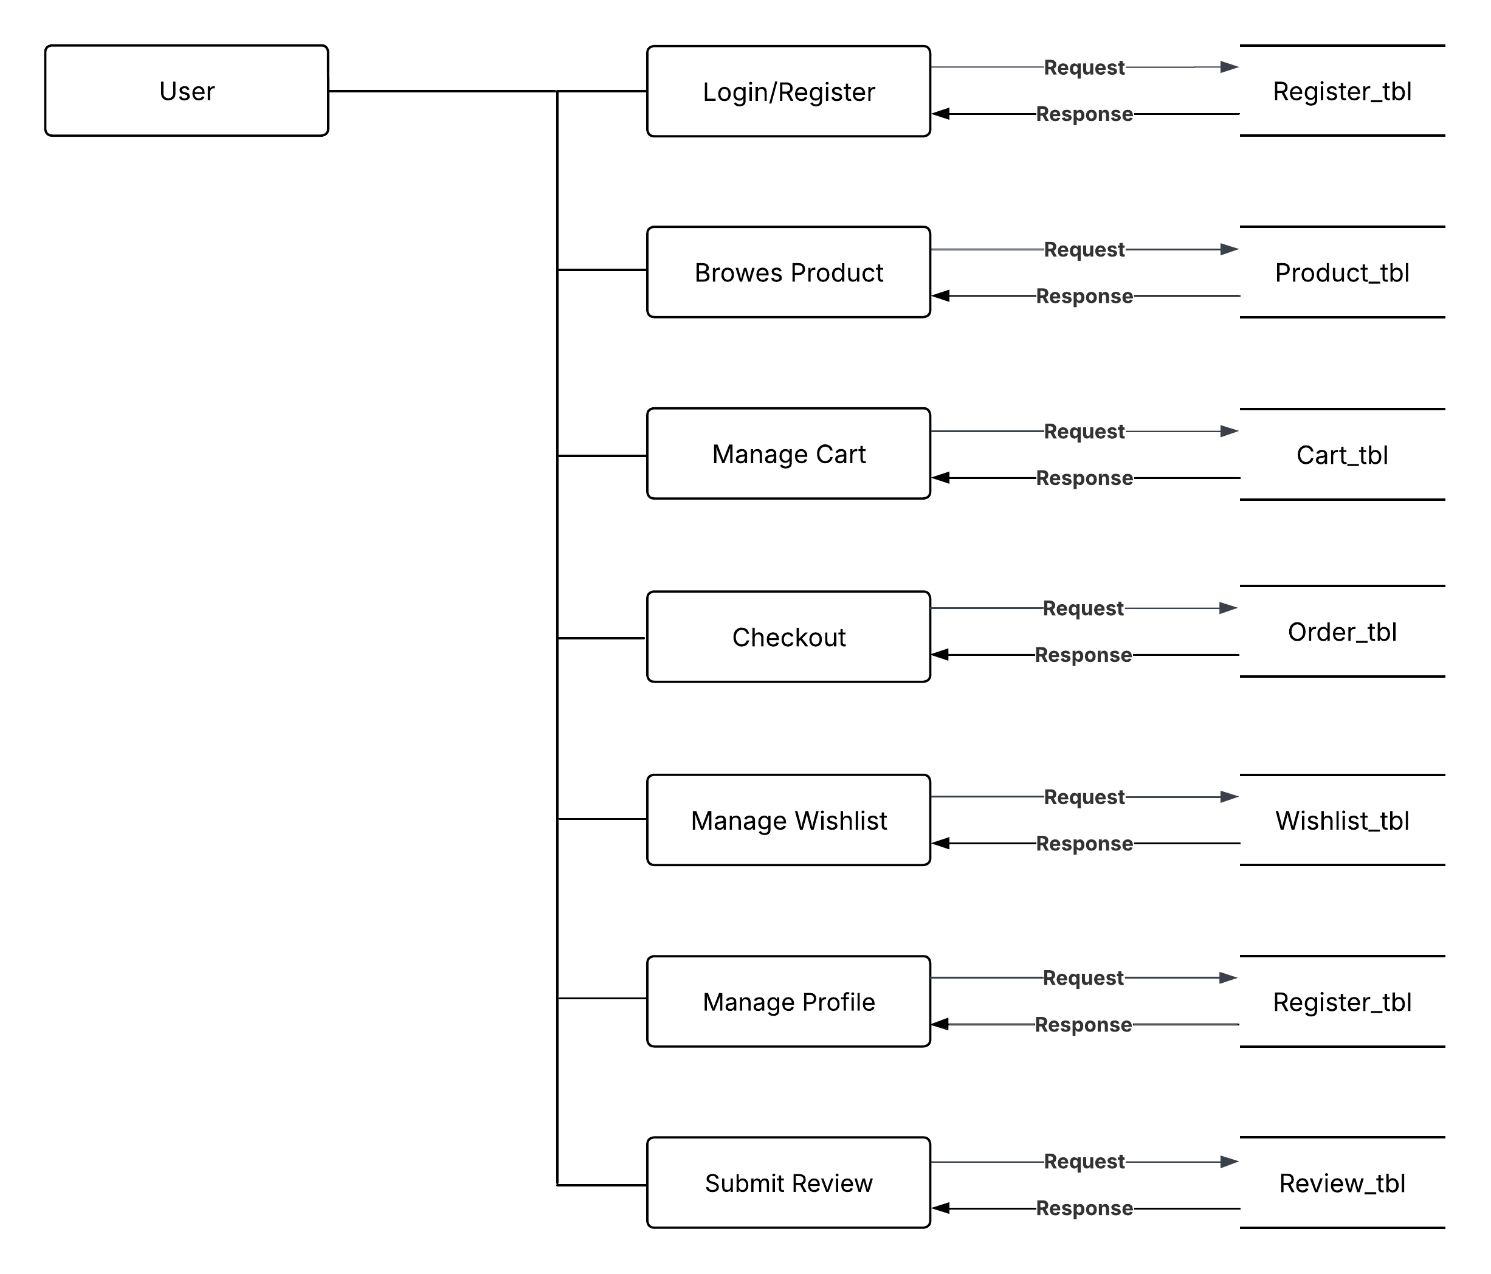 User
Login/Register
Request
Response
Register_tbl
Browes Product
Request
Response
Product_tbl
Manage Cart
Request
Response
Cart_tbl
Checkout
Request
Response
Order_tbl
Manage Wishlist
Request
Response
Wishlist_tbl
Manage Profile
Request
Response
Register_tbl
Submit Review
Request
Response
Review_tbl